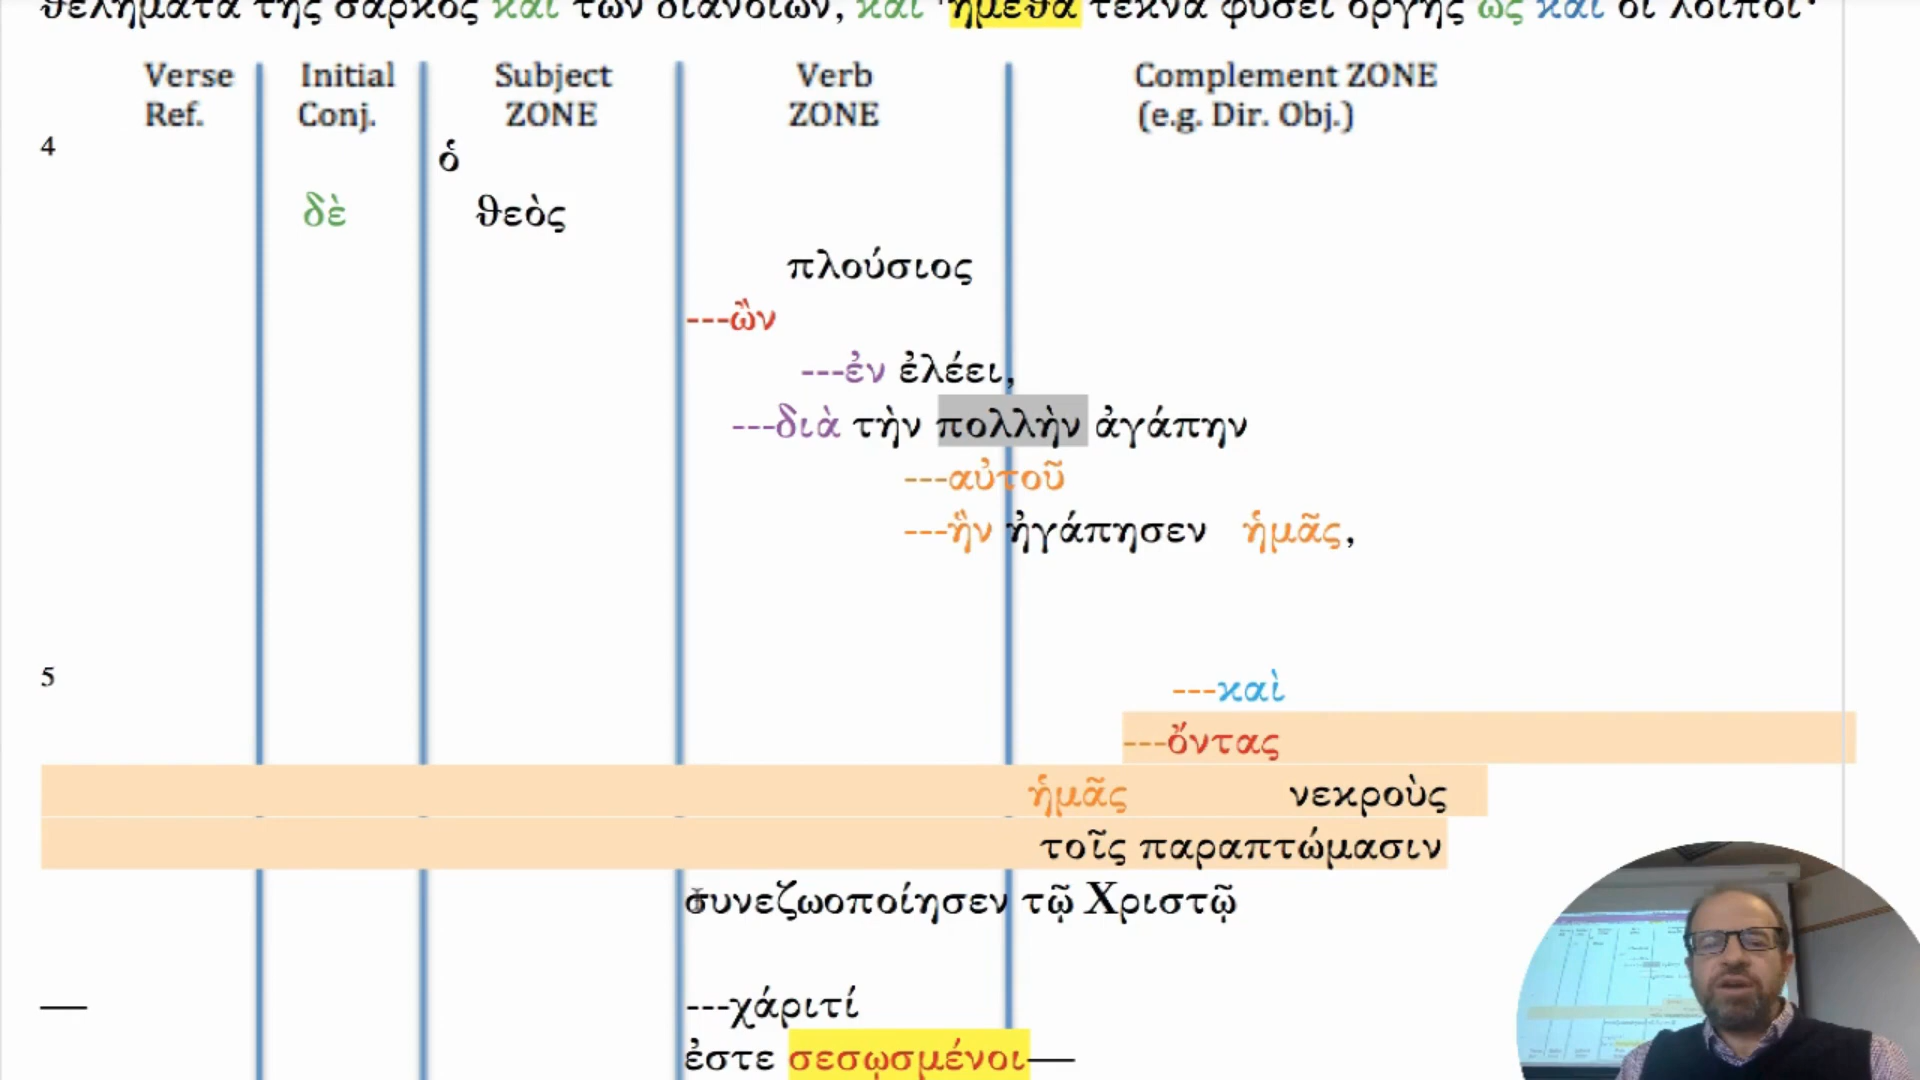 θελήματα τῆς σαρκὸς καὶ τῶν διανοιῶν, καὶ ἤμεθα τέκνα φύσει ὀργῆς ὡς καὶ οἱ λοιποί·
Verse Ref. Initial Conj. Subject ZONE Verb ZONE Complement ZONE (e.g. Dir. Obj.)
4 ὁ
δὲ θεὸς
πλούσιος
---ὢν
---ἐν ἐλέει,
---διὰ τὴν πολλὴν ἀγάπην
---αὐτοῦ
---ἣν ἠγάπησεν ἡμᾶς,
5 ---καὶ
---ὄντας
ἡμᾶς νεκροὺς
τοῖς παραπτώμασιν
συνεζωοποίησεν τῷ Χριστῷ
— ---χάριτί
ἐστε σεσῳσμένοι—